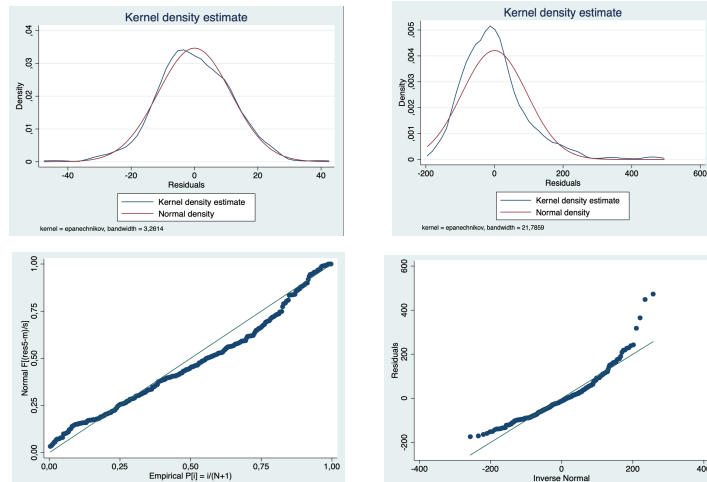 Kernel density estimate
,04
,03
,02
,01
0
Density
-40 -20 0 20 40
Residuals
Kernel density estimate
Normal density
kernel = epanechnikov, bandwidth = 3,2614
Kernel density estimate
,005
,004
,003
,002
,001
0
Density
-200 0 200 400 600
Residuals
Kernel density estimate
Normal density
kernel = epanechnikov, bandwidth = 21,7859
1,00
0,75
0,50
0,25
0,00
Normal F[(res5-m)/s]
0,00 0,25 0,50 0,75 1,00
Empirical P[i] = i/(N+1)
600
400
200
0
-200
Residuals
-400 -200 0 200 400
Inverse Normal